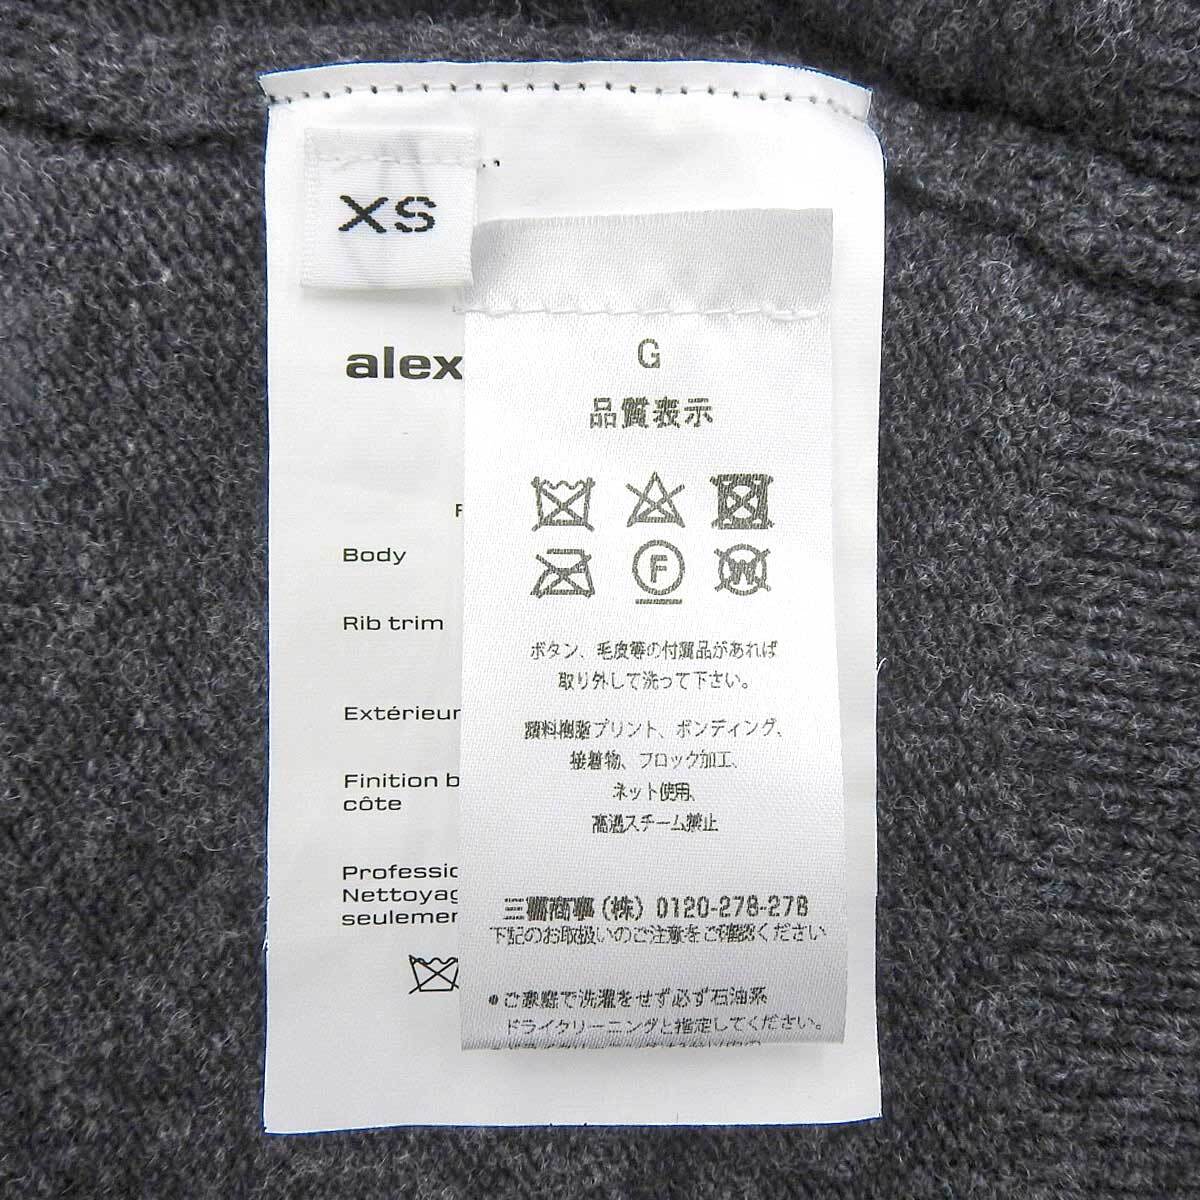 XS
alex
G
品質表示
F
W
Body
Rib trim
Extérieur
Finition b
côte
Professio
Nettoyag
seulemen
ボタン、毛皮等の付属品があれば
取り外して洗って下さい。
顔料樹脂プリント、ボンディング、
接着物、フロック加工、
ネット使用、
高温スチーム禁止
三喜商事(株) 0120-278-278
下記のお取扱いのご注意をご確認ください
●ご家庭で洗濯をせず必ず石油系
ドライクリーニングと指定してください。